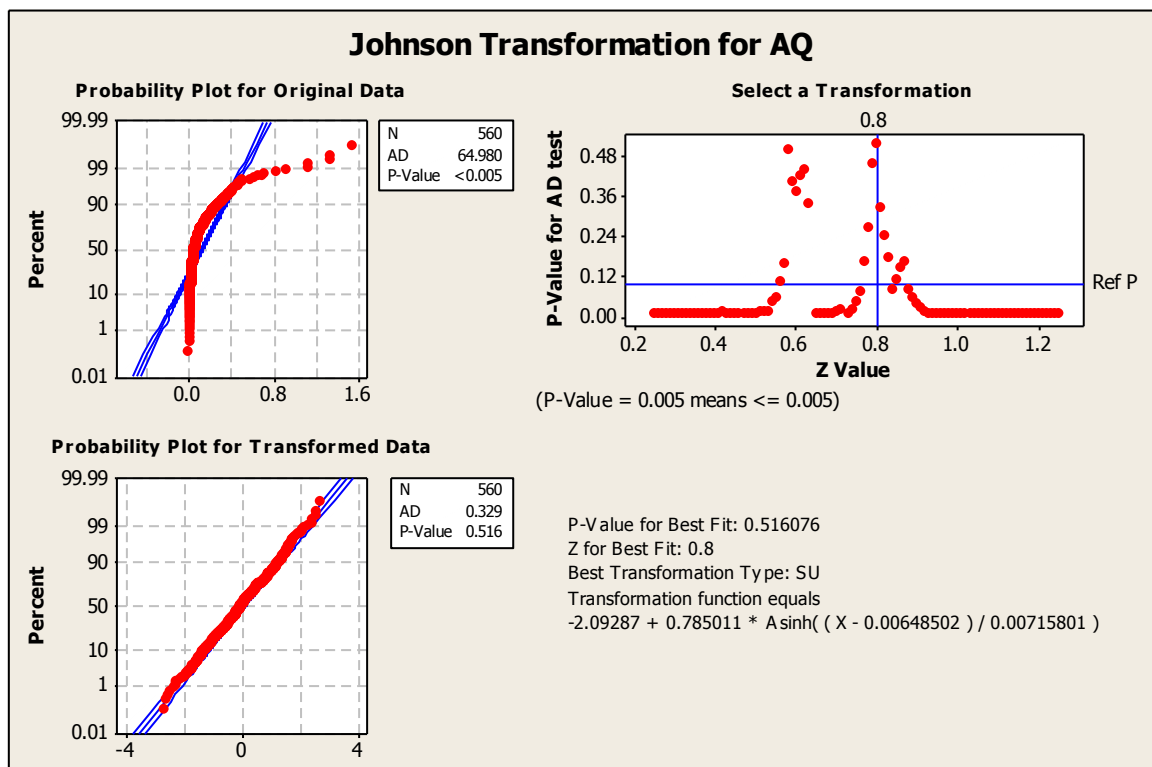 Johnson Transformation for AQ
Probability Plot for Original Data
Percent
99.99
99
90
50
10
1
0.01
0.0 0.8 1.6
N 560
AD 64.980
P-Value <0.005
Select a Transformation
0.8
P-Value for AD test
0.48
0.36
0.24
0.12
0.00
Ref P
0.2 0.4 0.6 0.8 1.0 1.2
Z Value
(P-Value = 0.005 means <= 0.005)
Probability Plot for Transformed Data
Percent
99.99
99
90
50
10
1
0.01
-4 0 4
N 560
AD 0.329
P-Value 0.516
P-Value for Best Fit: 0.516076
Z for Best Fit: 0.8
Best Transformation Type: SU
Transformation function equals
-2.09287 + 0.785011 * Asinh( ( X - 0.00648502 ) / 0.00715801 )